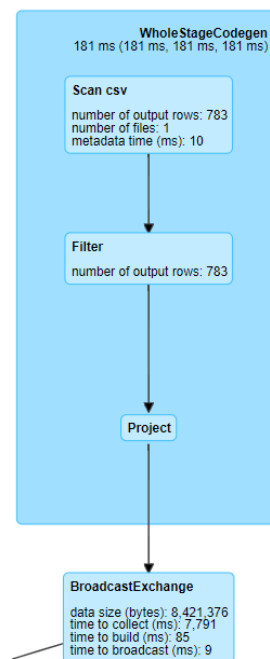 WholeStageCodegen
181 ms (181 ms, 181 ms, 181 ms)
Scan csv
number of output rows: 783
number of files: 1
metadata time (ms): 10
Filter
number of output rows: 783
Project
BroadcastExchange
data size (bytes): 8,421,376
time to collect (ms): 7,791
time to build (ms): 85
time to broadcast (ms): 9